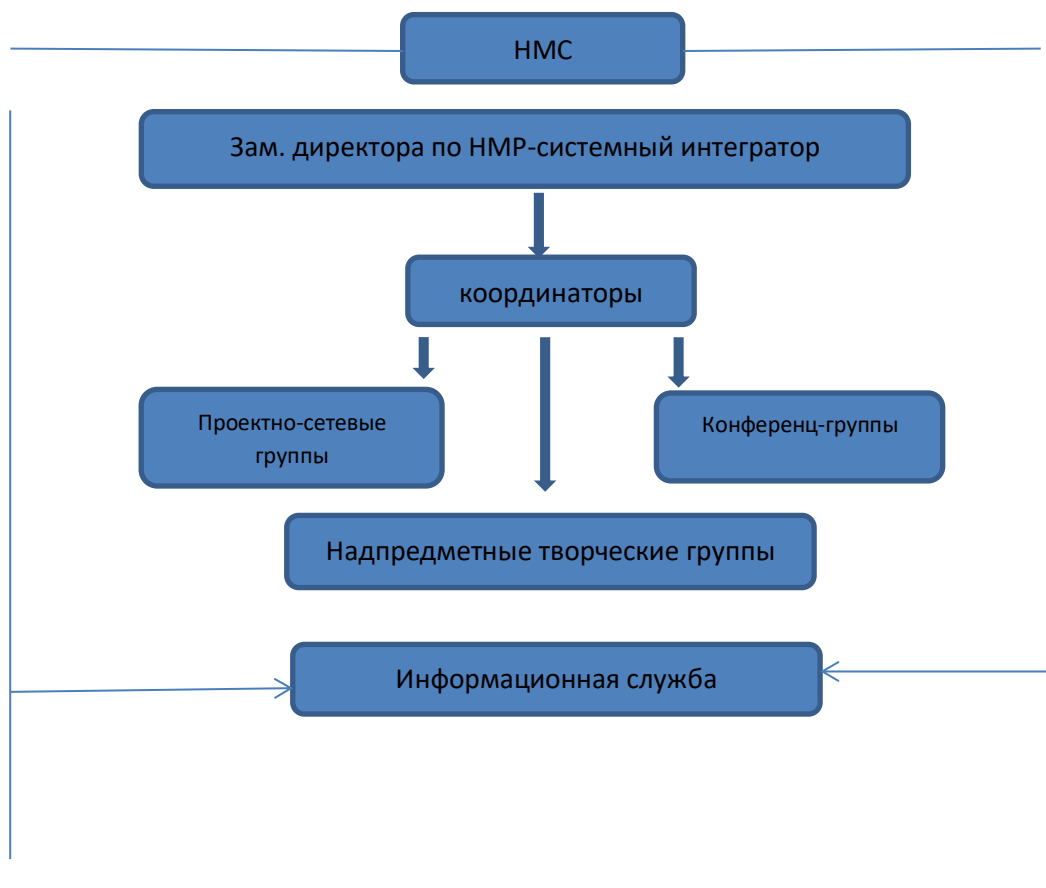 НМС
Зам. директора по НМР-системный интегратор
координаторы
Проектно-сетевые
группы
Конференц-группы
Надпредметные творческие группы
Информационная служба